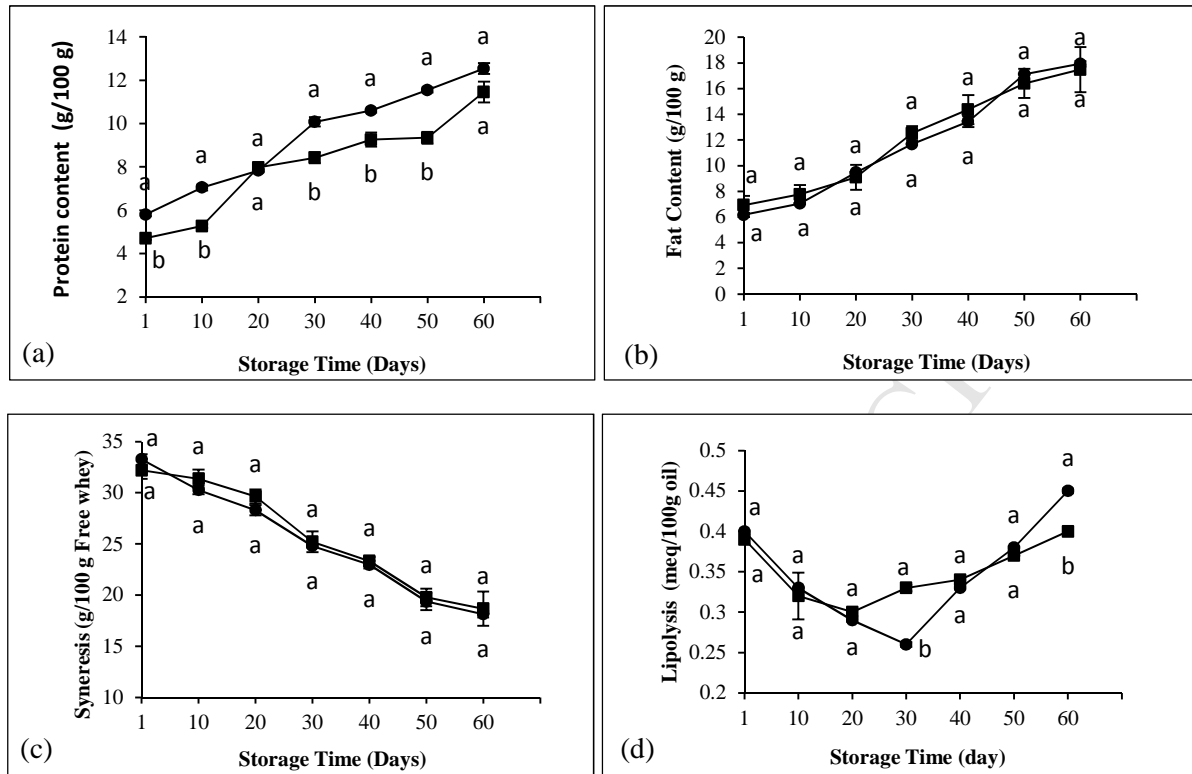 14
12
10
8
6
4
2
Protein content (g/100 g)
a
a
a
a
a
a
a
b
b
a
b
b
b
a
1 10 20 30 40 50 60
Storage Time (Days)
(a)
20
18
16
14
12
10
8
6
4
2
0
Fat Content (g/100 g)
a
a
a
a
a
a
a
a
a
a
a
a
a
a
1 10 20 30 40 50 60
Storage Time (Days)
(b)
35
30
25
20
15
10
Syneresis (g/100 g Free whey)
a
a
a
a
a
a
a
a
a
a
a
a
a
a
1 10 20 30 40 50 60
Storage Time (Days)
(c)
0.5
0.45
0.4
0.35
0.3
0.25
0.2
Lipolysis (meq/100g oil)
a
a
a
a
a
a
a
a
a
a
b
a
a
b
1 10 20 30 40 50 60
Storage Time (day)
(d)